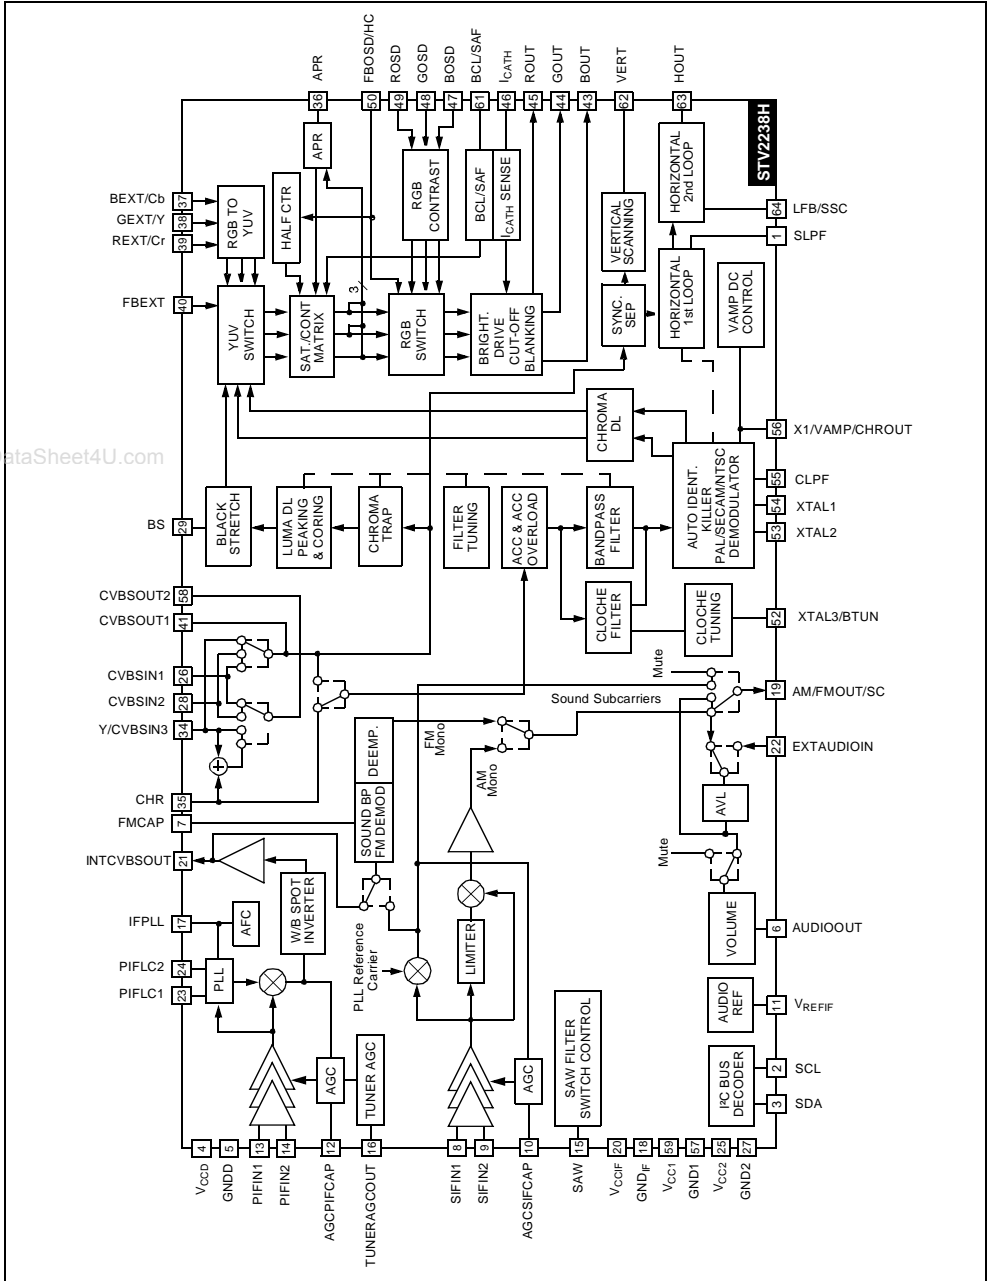 APR
FBOSD/HC
ROSD
GOSD
BOSD
BCL/SAF
ICATH
ROUT
GOUT
BOUT
VERT
HOUT
36
50
49
48
47
61
46
45
44
43
62
63
STV2238H
BEXT/Cb 37
GEXT/Y 38
REXT/Cr 39
FBEXT 40
RGB TO
YUV
HALF CTR
APR
RGB
CONTRAST
BCL/SAF
ICATH SENSE
VERTICAL
SCANNING
HORIZONTAL
2nd LOOP
64 LFB/SSC
1 SLPF
YUV
SWITCH
SAT./CONT
MATRIX
3
RGB
SWITCH
BRIGHT.
DRIVE
CUT-OFF
BLANKING
SYNC.
SEP
HORIZONTAL
1st LOOP
VAMP DC
CONTROL
CHROMA
DL
56 X1/VAMP/CHROUT
55 CLPF
54 XTAL1
53 XTAL2
ataSheet4U.com
BS 29
BLACK
STRETCH
LUMA DL
PEAKING
& CORING
CHROMA
TRAP
FILTER
TUNING
ACC & ACC
OVERLOAD
BANDPASS
FILTER
AUTO IDENT.
KILLER
PAL/SECAM/NTSC
DEMODULATOR
CLOCHE
FILTER
CLOCHE
TUNING
52 XTAL3/BTUN
CVBSOUT2 58
CVBSOUT1 41
CVBSIN1 26
CVBSIN2 28
Y/CVBSIN3 34
CHR 35
FMCAP 7
INTCVBSOUT 21
IFPLL 17
PIFLC2 24
PIFLC1 23
Mute
Sound Subcarriers
19 AM/FMOUT/SC
22 EXTAUDIOIN
DEEMP.
SOUND BP
FM DEMOD
FM
Mono
AM
Mono
AVL
Mute
VOLUME
6 AUDIOOUT
AFC
W/B SPOT
INVERTER
PLL
PLL Reference
Carrier
LIMITER
AUDIO
REF
11 VREFIF
AGC
TUNER AGC
AGC
SAW FILTER
SWITCH CONTROL
I²C BUS
DECODER
2 SCL
3 SDA
4
5
13
14
12
16
8
9
10
15
20
18
59
57
25
27
VCCD
GNDD
PIFIN1
PIFIN2
AGCPIFCAP
TUNERAGCOUT
SIFIN1
SIFIN2
AGCSIFCAP
SAW
VCCIF
GNDIF
VCC1
GND1
VCC2
GND2